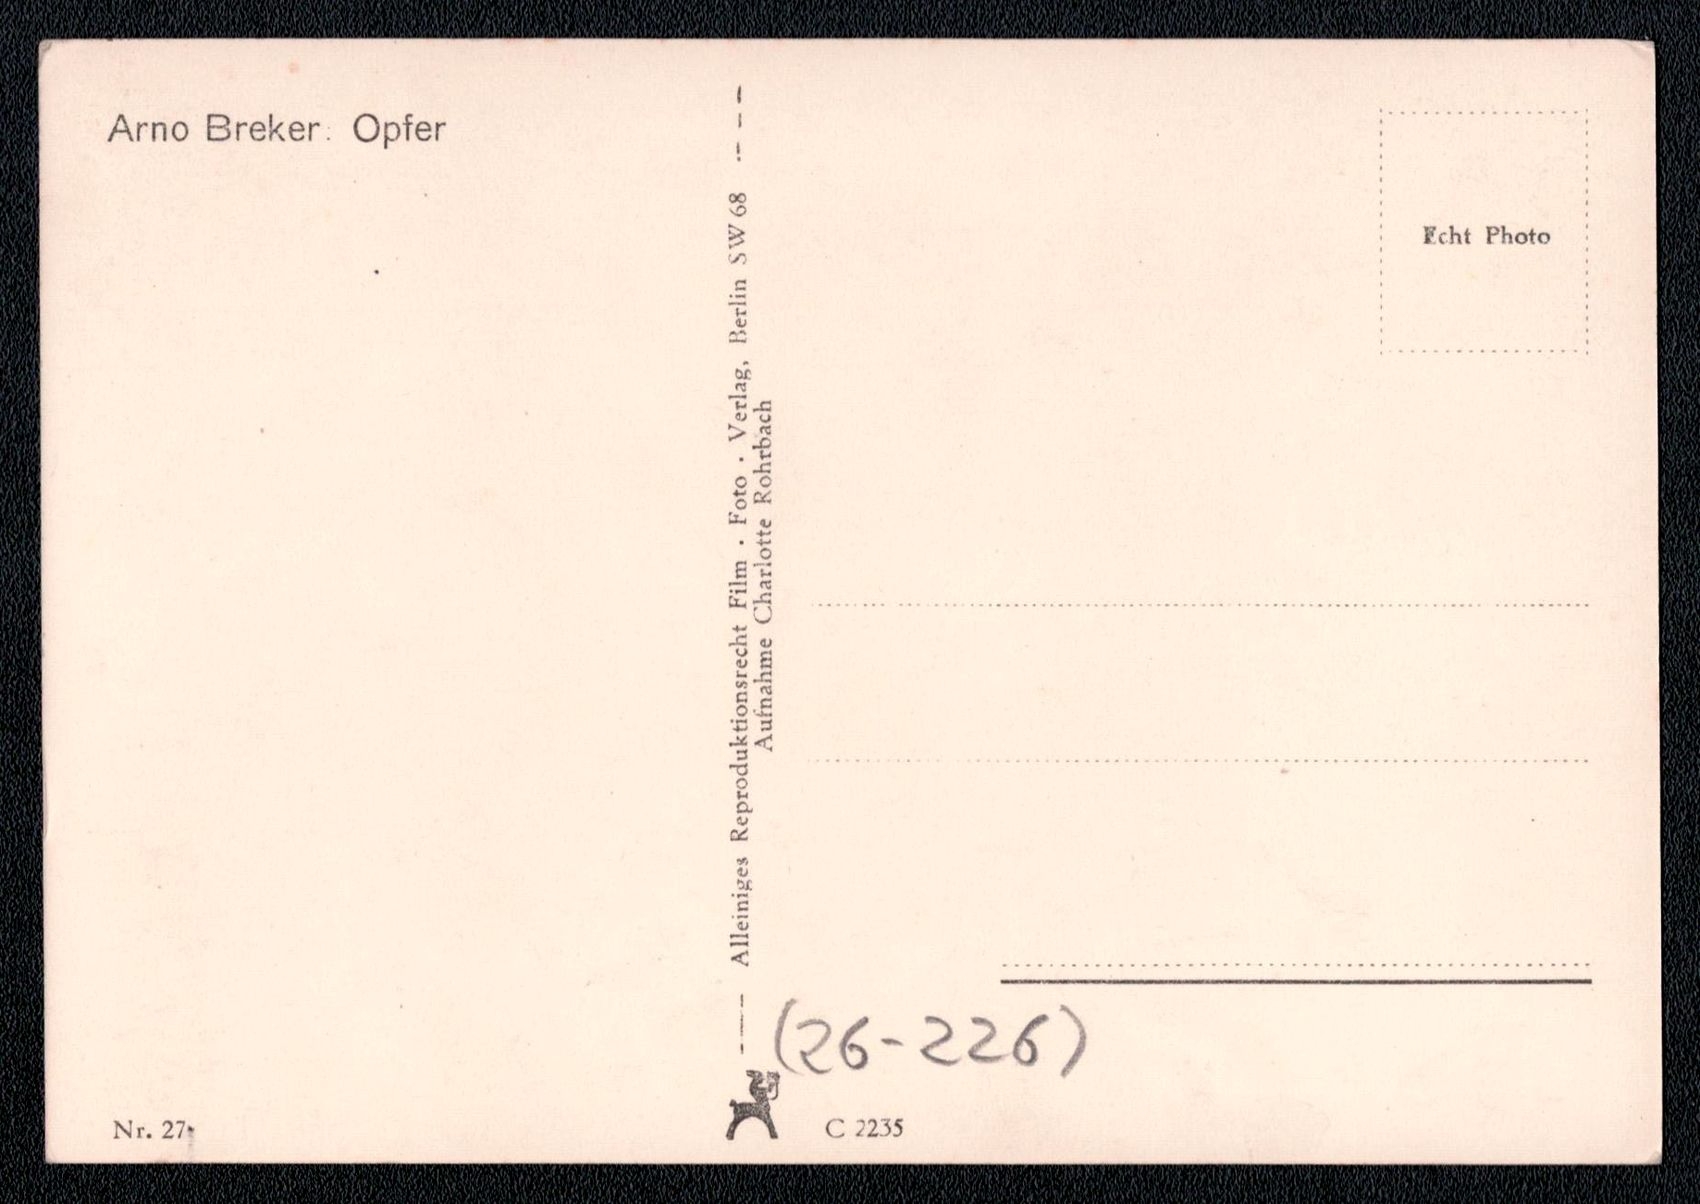 Arno Breker: Opfer
Alleiniges Reproduktionsrecht Film · Foto · Verlag, Berlin SW 68
Aufnahme Charlotte Rohrbach
Echt Photo
(26-226)
Nr. 27
C 2235